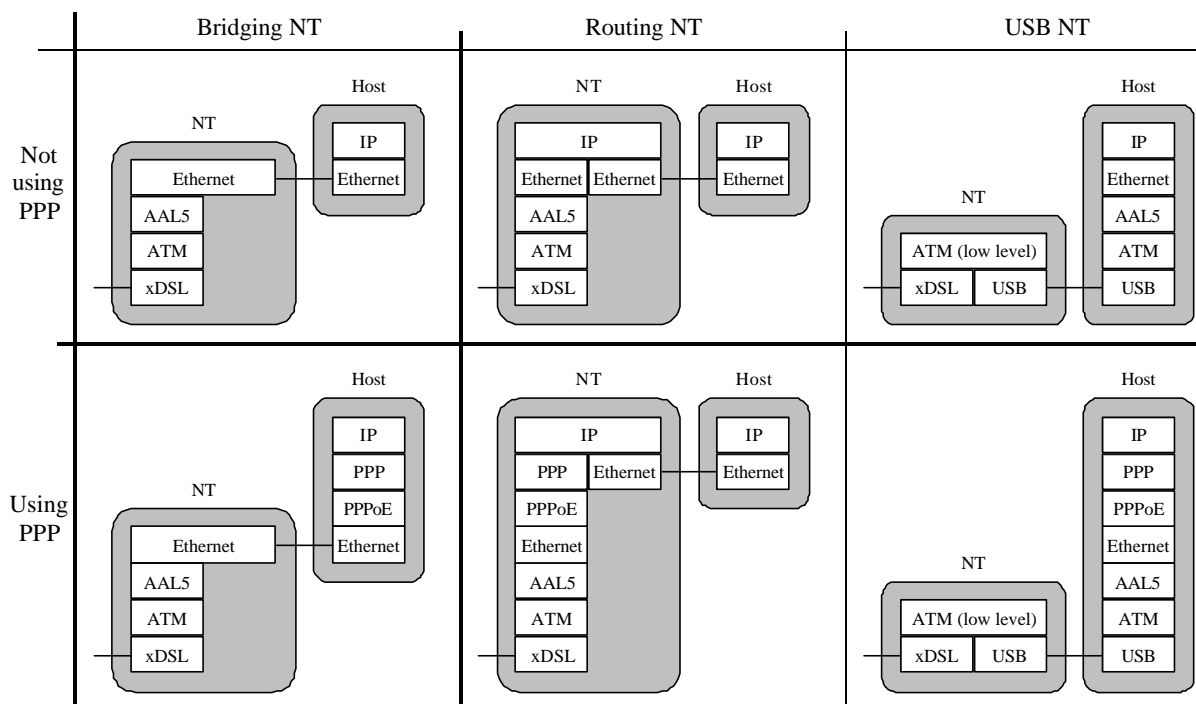 Bridging NT
Routing NT
USB NT
Not
using
PPP
NT
Ethernet
AAL5
ATM
xDSL
Host
IP
Ethernet
NT
IP
Ethernet Ethernet
AAL5
ATM
xDSL
Host
IP
Ethernet
NT
ATM (low level)
xDSL USB
Host
IP
Ethernet
AAL5
ATM
USB
Using
PPP
NT
Ethernet
AAL5
ATM
xDSL
Host
IP
PPP
PPPoE
Ethernet
NT
IP
PPP Ethernet
PPPoE
Ethernet
AAL5
ATM
xDSL
Host
IP
Ethernet
NT
ATM (low level)
xDSL USB
Host
IP
PPP
PPPoE
Ethernet
AAL5
ATM
USB